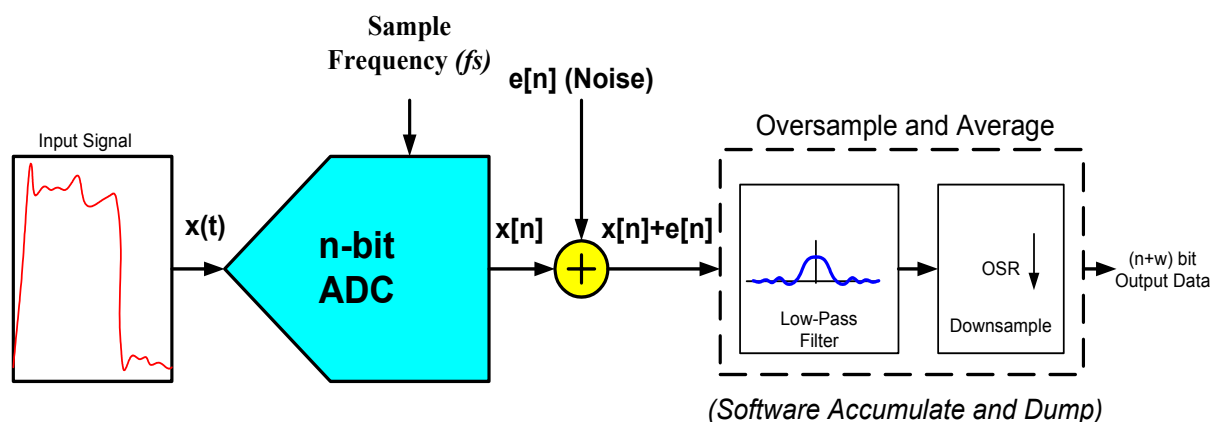 Sample
Frequency (fs)
e[n] (Noise)
Input Signal
Oversample and Average
x(t)
n-bit
ADC
x[n]
+
x[n]+e[n]
Low-Pass
Filter
OSR
Downsample
(n+w) bit
Output Data
(Software Accumulate and Dump)